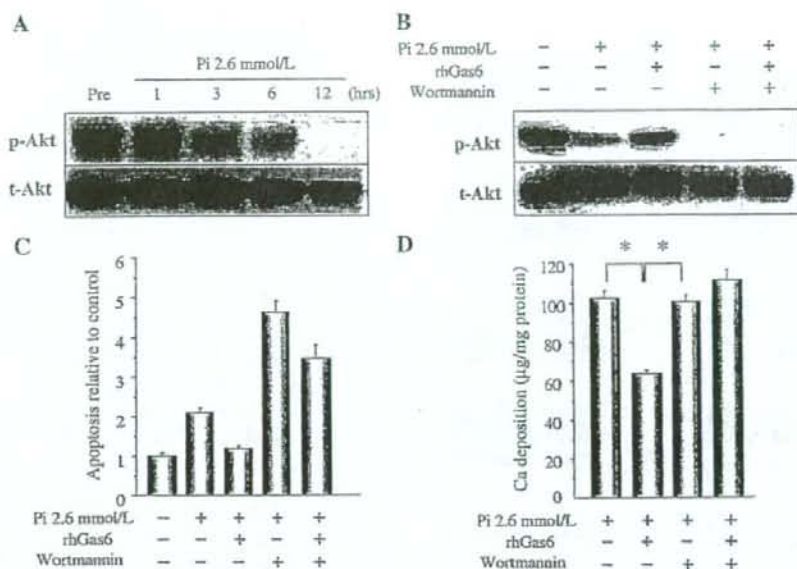 A
Pi 2.6 mmol/L
Pre 1 3 6 12 (hrs)
p-Akt
t-Akt
B
Pi 2.6 mmol/L − + + + +
rhGas6 − − + − +
Wortmannin − − − + +
p-Akt
t-Akt
C
Apoptosis relative to control
6
5
4
3
2
1
0
Pi 2.6 mmol/L − + + + +
rhGas6 − − + − +
Wortmannin − − − + +
D
* *
Ca deposition (µg/mg protein)
120
100
80
60
40
20
0
Pi 2.6 mmol/L + + + +
rhGas6 − + − +
Wortmannin − − + +